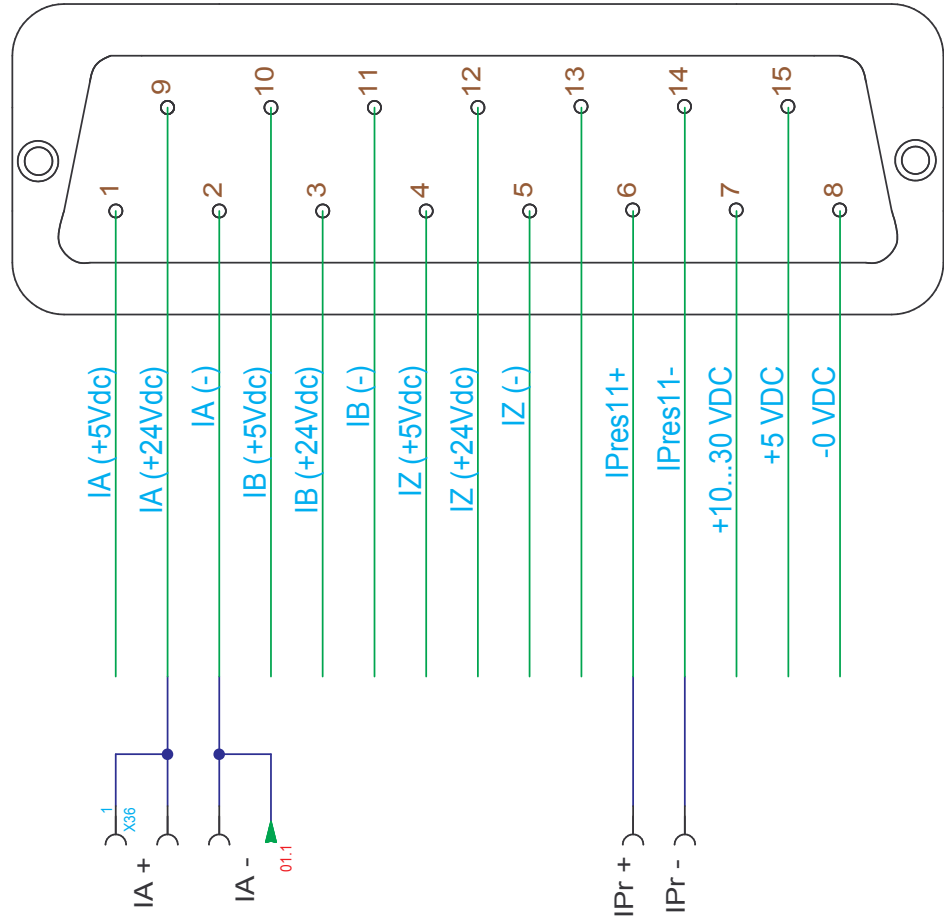 9
10
11
12
13
14
15
1
2
3
4
5
6
7
8
IA (+5Vdc)
IA (+24Vdc)
IA (-)
IB (+5Vdc)
IB (+24Vdc)
IB (-)
IZ (+5Vdc)
IZ (+24Vdc)
IZ (-)
IPres11+
IPres11-
+10...30 VDC
+5 VDC
-0 VDC
1
X36
01.1
IA +
IA -
IPr +
IPr -